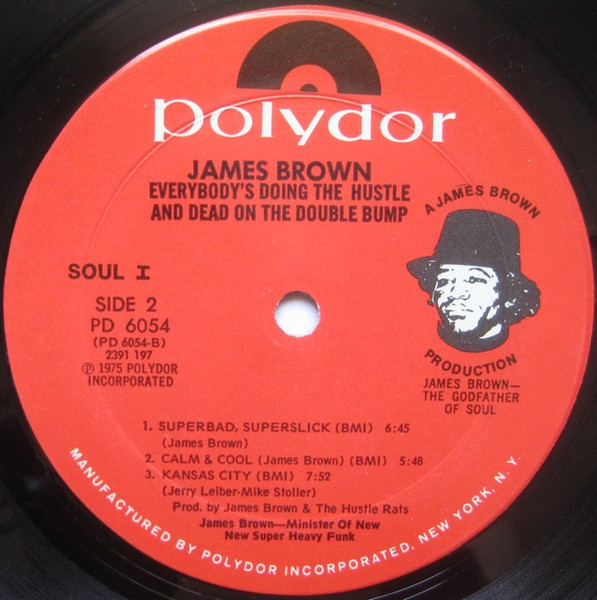 polydor
JAMES BROWN
EVERYBODY'S DOING THE HUSTLE
AND DEAD ON THE DOUBLE BUMP
SOUL I
SIDE 2
PD 6054
(PD 6054-B)
2391 197
Ⓟ 1975 POLYDOR
INCORPORATED
A JAMES BROWN
PRODUCTION
JAMES BROWN—
THE GODFATHER
OF SOUL
1. SUPERBAD, SUPERSLICK (BMI) 6:45
(James Brown)
2. CALM & COOL (James Brown) (BMI) 5:48
3. KANSAS CITY (BMI) 7:52
(Jerry Leiber-Mike Stoller)
Prod. by James Brown & The Hustle Rats
James Brown—Minister Of New
New Super Heavy Funk
MANUFACTURED BY POLYDOR INCORPORATED, NEW YORK, N. Y.